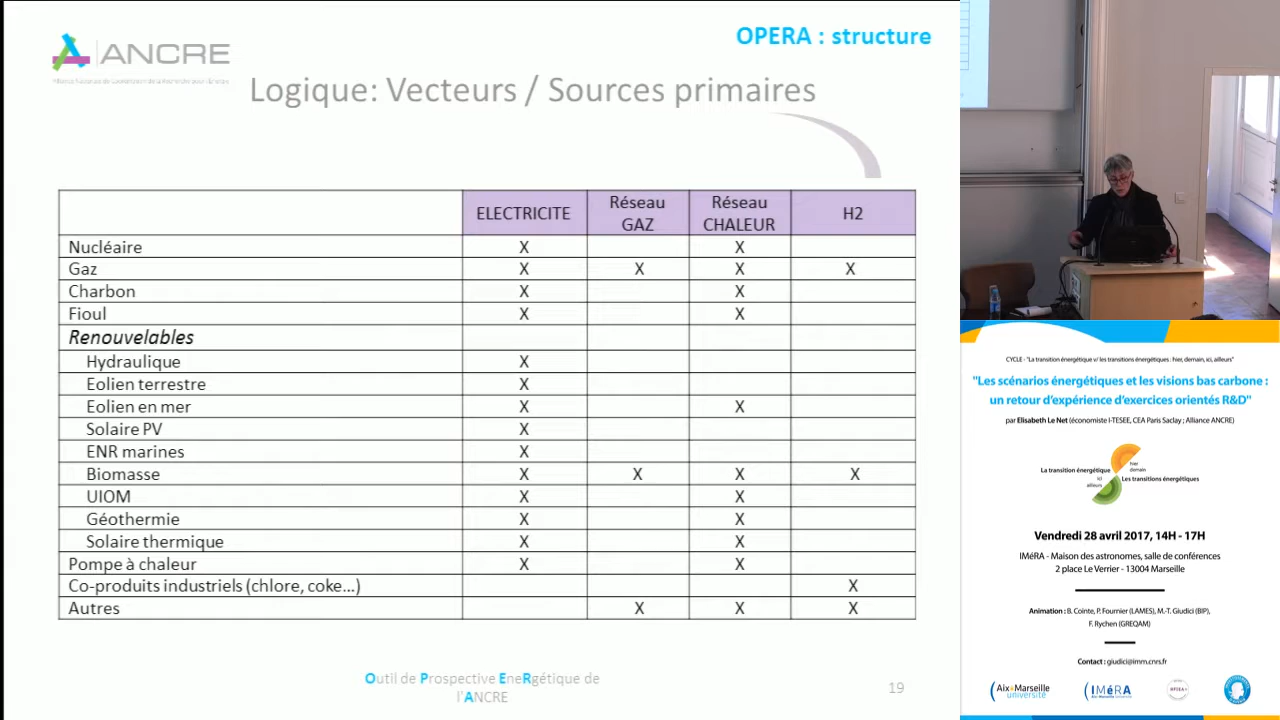 ANCRE
OPERA : structure
Logique: Vecteurs / Sources primaires
ELECTRICITE Réseau GAZ Réseau CHALEUR H2
Nucléaire X X
Gaz X X X X
Charbon X X
Fioul X X
Renouvelables
Hydraulique X
Eolien terrestre X
Eolien en mer X X
Solaire PV X
ENR marines X
Biomasse X X X X
UIOM X X
Géothermie X X
Solaire thermique X X
Pompe à chaleur X X
Co-produits industriels (chlore, coke...) X
Autres X X X
Outil de Prospective EneRgétique de
l'ANCRE
19
CYCLE - "La transition énergétique v/ les transitions énergétiques : hier, demain, ici, ailleurs"
"Les scénarios énergétiques et les visions bas carbone :
un retour d'expérience d'exercices orientés R&D"
par Elisabeth Le Net (économiste I-TESEE, CEA Paris Saclay ; Alliance ANCRE)
La transition énergétique
hier
demain
ici
ailleurs
Les transitions énergétiques
Vendredi 28 avril 2017, 14H - 17H
IMéRA - Maison des astronomes, salle de conférences
2 place Le Verrier - 13004 Marseille
Animation : B. Cointe, P. Fournier (LAMES), M.-T. Giudici (BIP),
F. Rychen (GREQAM)
Contact : giudici@imm.cnrs.fr
Aix*Marseille
université
IMéRA